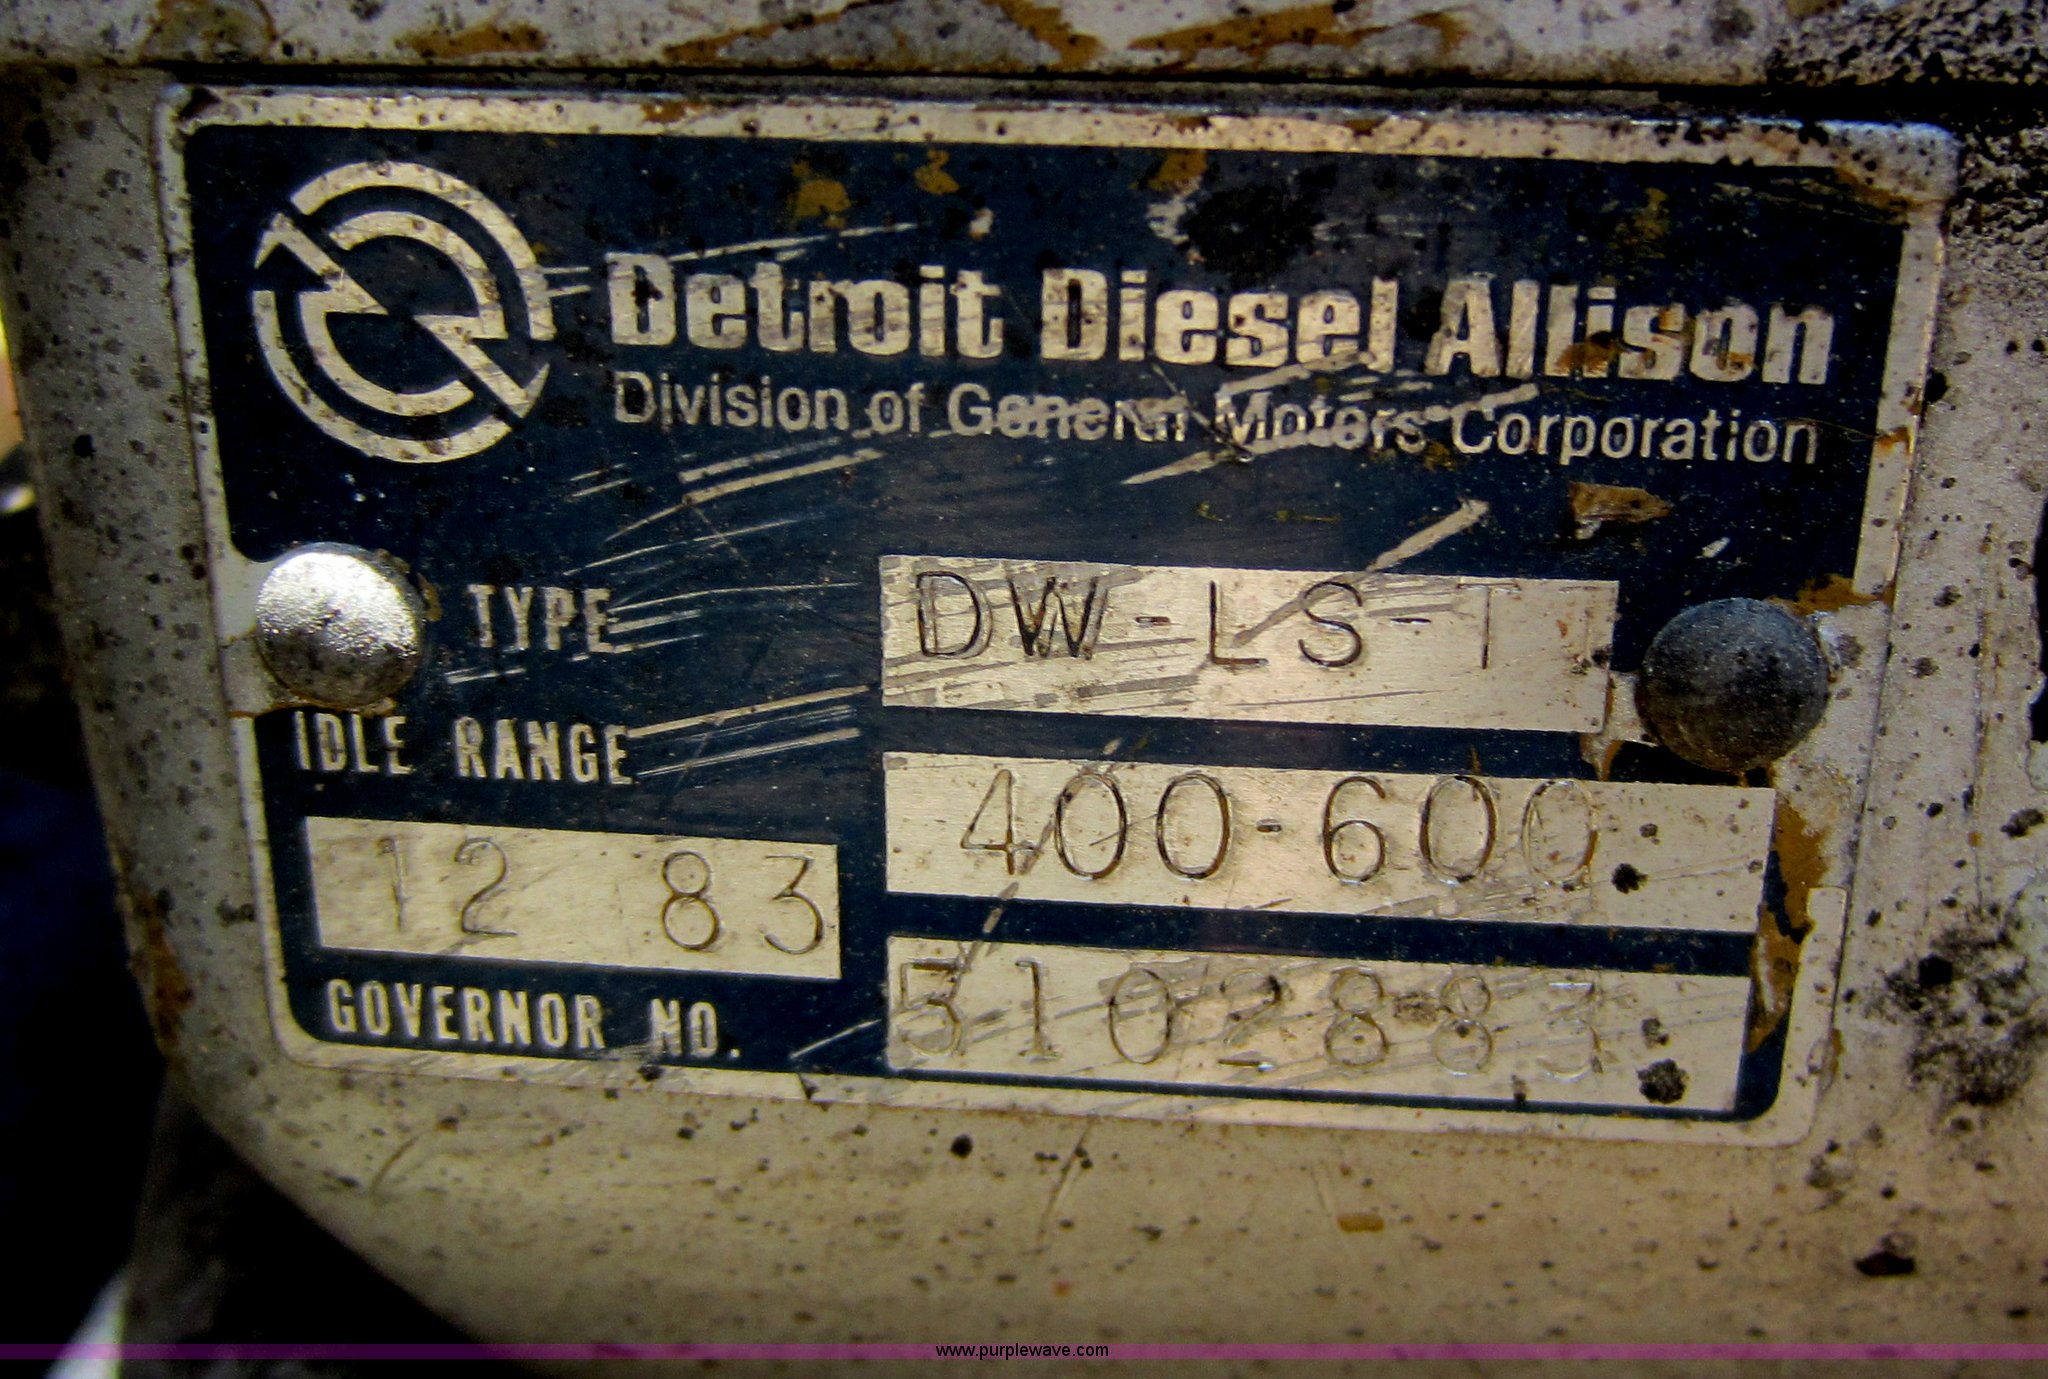 Detroit Diesel Allison
Division of General Motors Corporation
TYPE DW-LS-T
IDLE RANGE 400-600
12 83
GOVERNOR NO. 5102883
www.purplewave.com